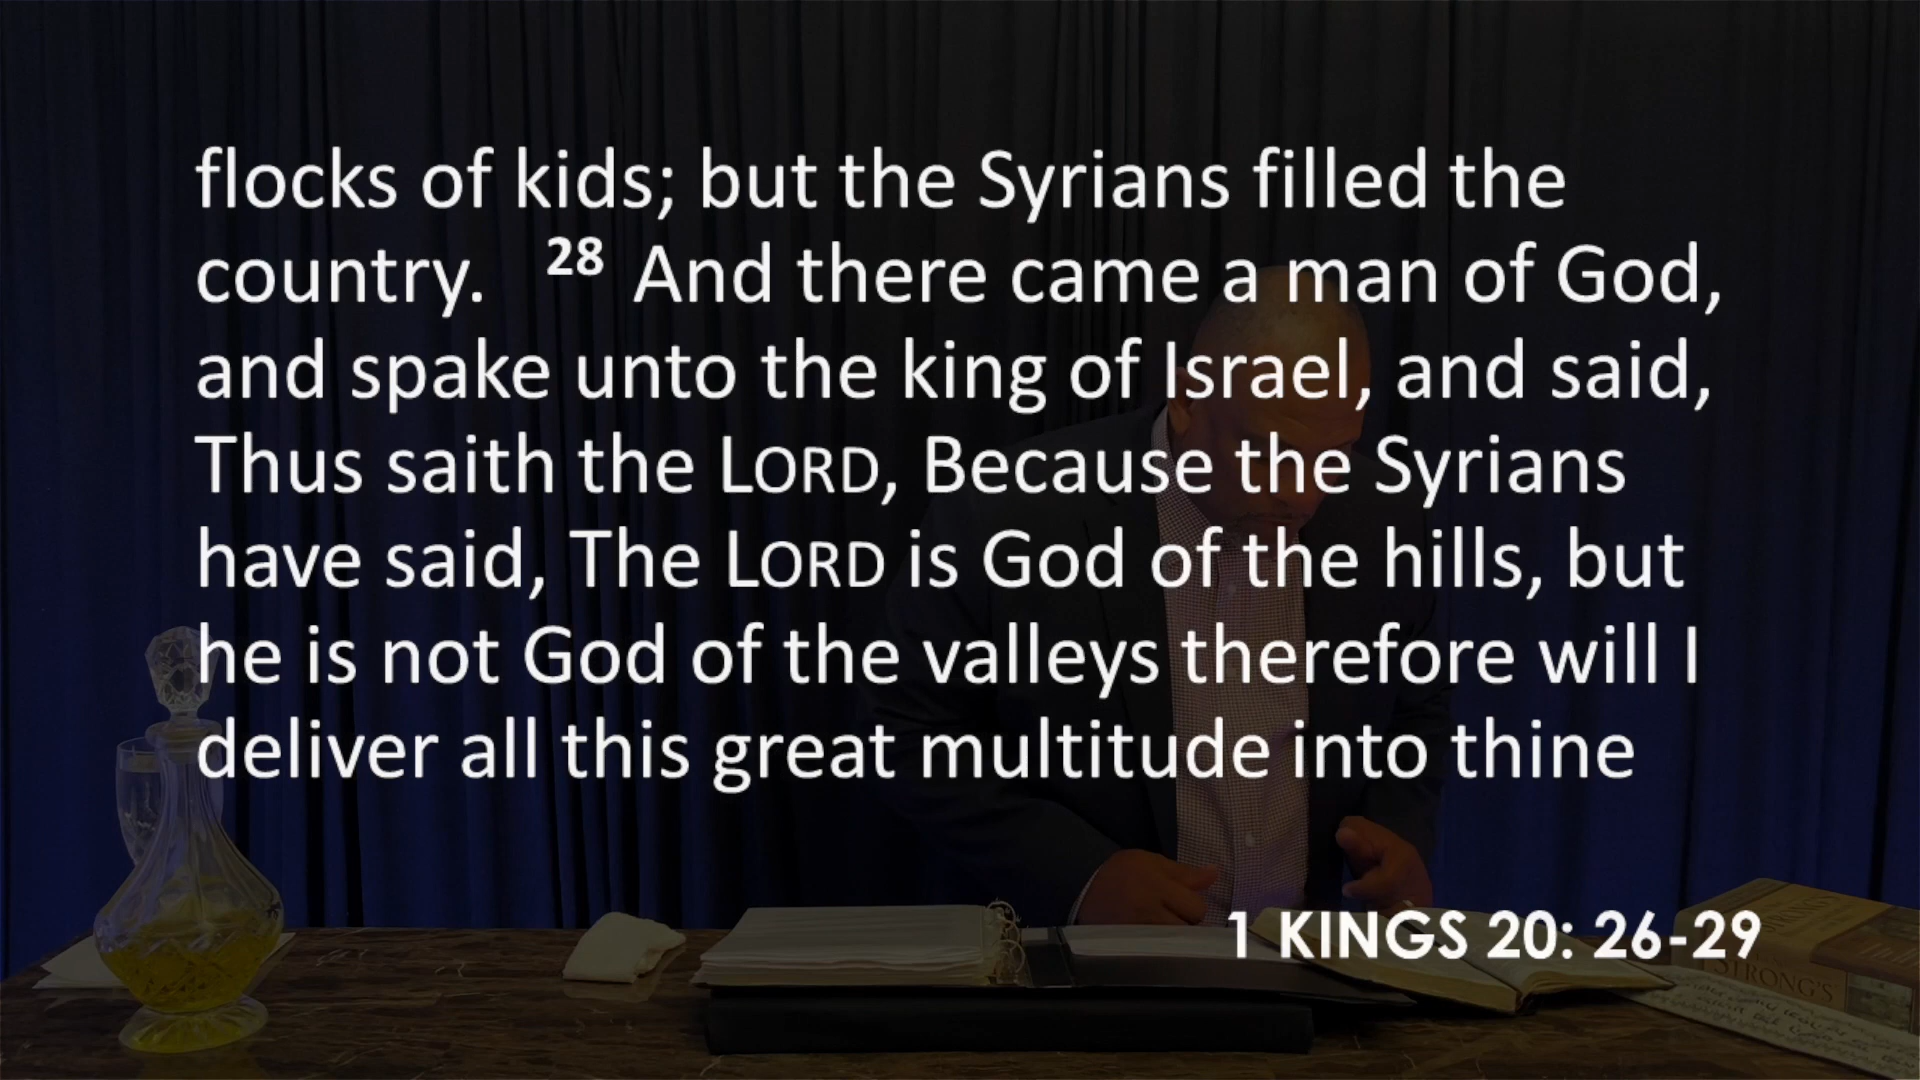 flocks of kids; but the Syrians filled the
country. 28 And there came a man of God,
and spake unto the king of Israel, and said,
Thus saith the LORD, Because the Syrians
have said, The LORD is God of the hills, but
he is not God of the valleys therefore will I
deliver all this great multitude into thine
1 KINGS 20: 26-29
STRONG'S